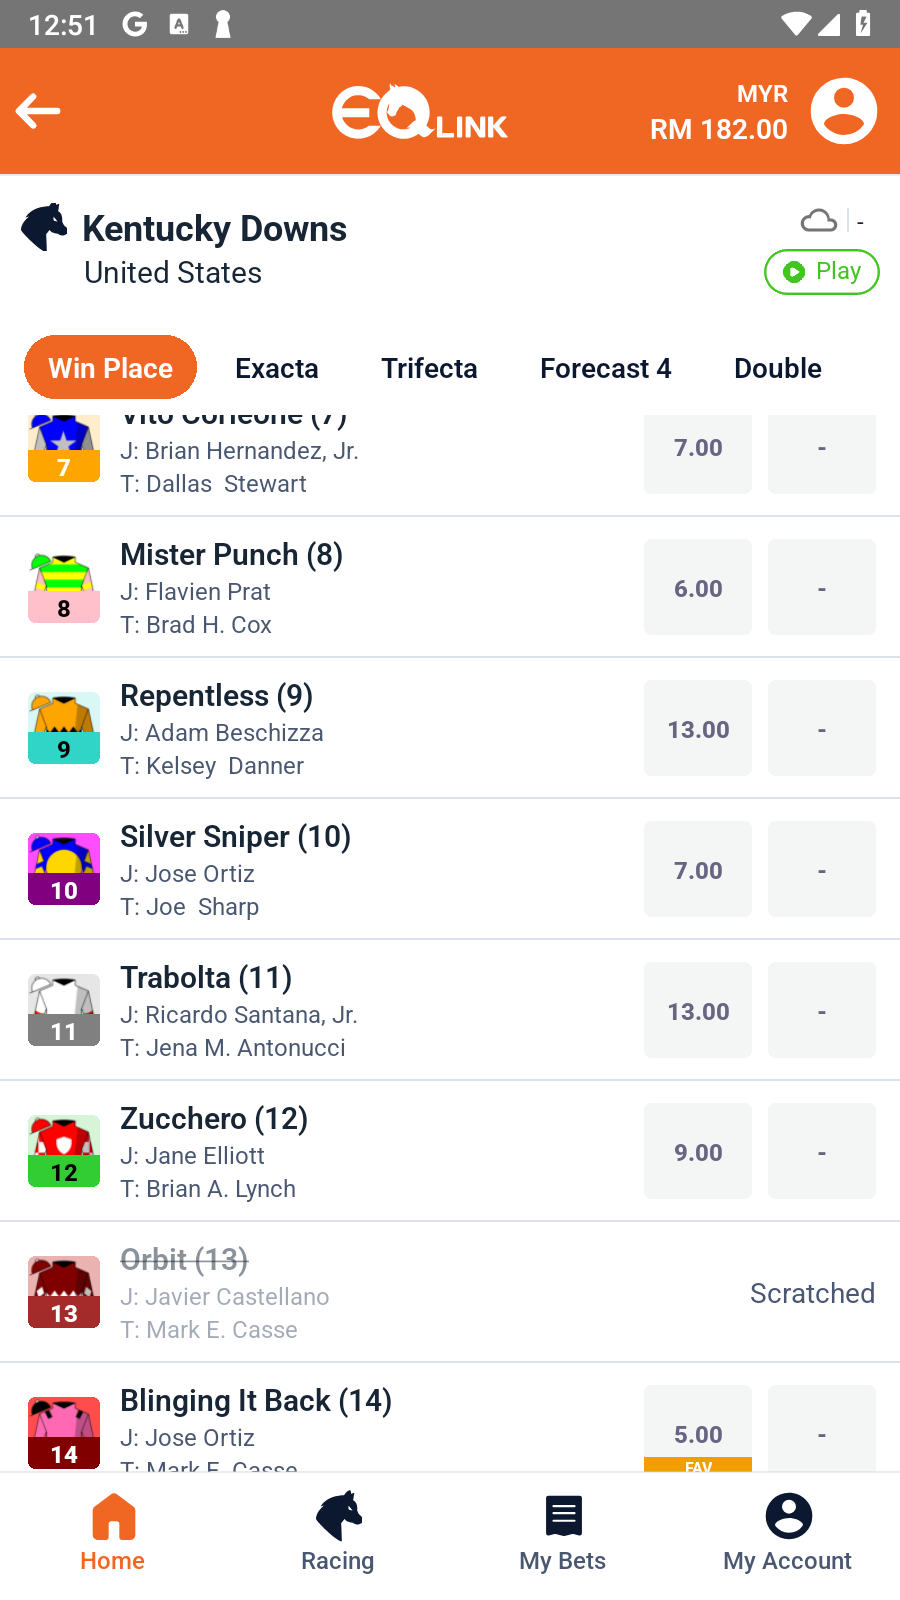 12:51
EQ LINK
MYR
RM 182.00
Kentucky Downs
-
United States
Play
Win Place
Exacta
Trifecta
Forecast 4
Double
Vito Corleone (7)
7
J: Brian Hernandez, Jr.
T: Dallas Stewart
7.00
-
Mister Punch (8)
8
J: Flavien Prat
T: Brad H. Cox
6.00
-
Repentless (9)
9
J: Adam Beschizza
T: Kelsey Danner
13.00
-
Silver Sniper (10)
10
J: Jose Ortiz
T: Joe Sharp
7.00
-
Trabolta (11)
11
J: Ricardo Santana, Jr.
T: Jena M. Antonucci
13.00
-
Zucchero (12)
12
J: Jane Elliott
T: Brian A. Lynch
9.00
-
Orbit (13)
13
J: Javier Castellano
T: Mark E. Casse
Scratched
Blinging It Back (14)
14
J: Jose Ortiz
T: Mark E. Casse
5.00
FAV
-
Home
Racing
My Bets
My Account